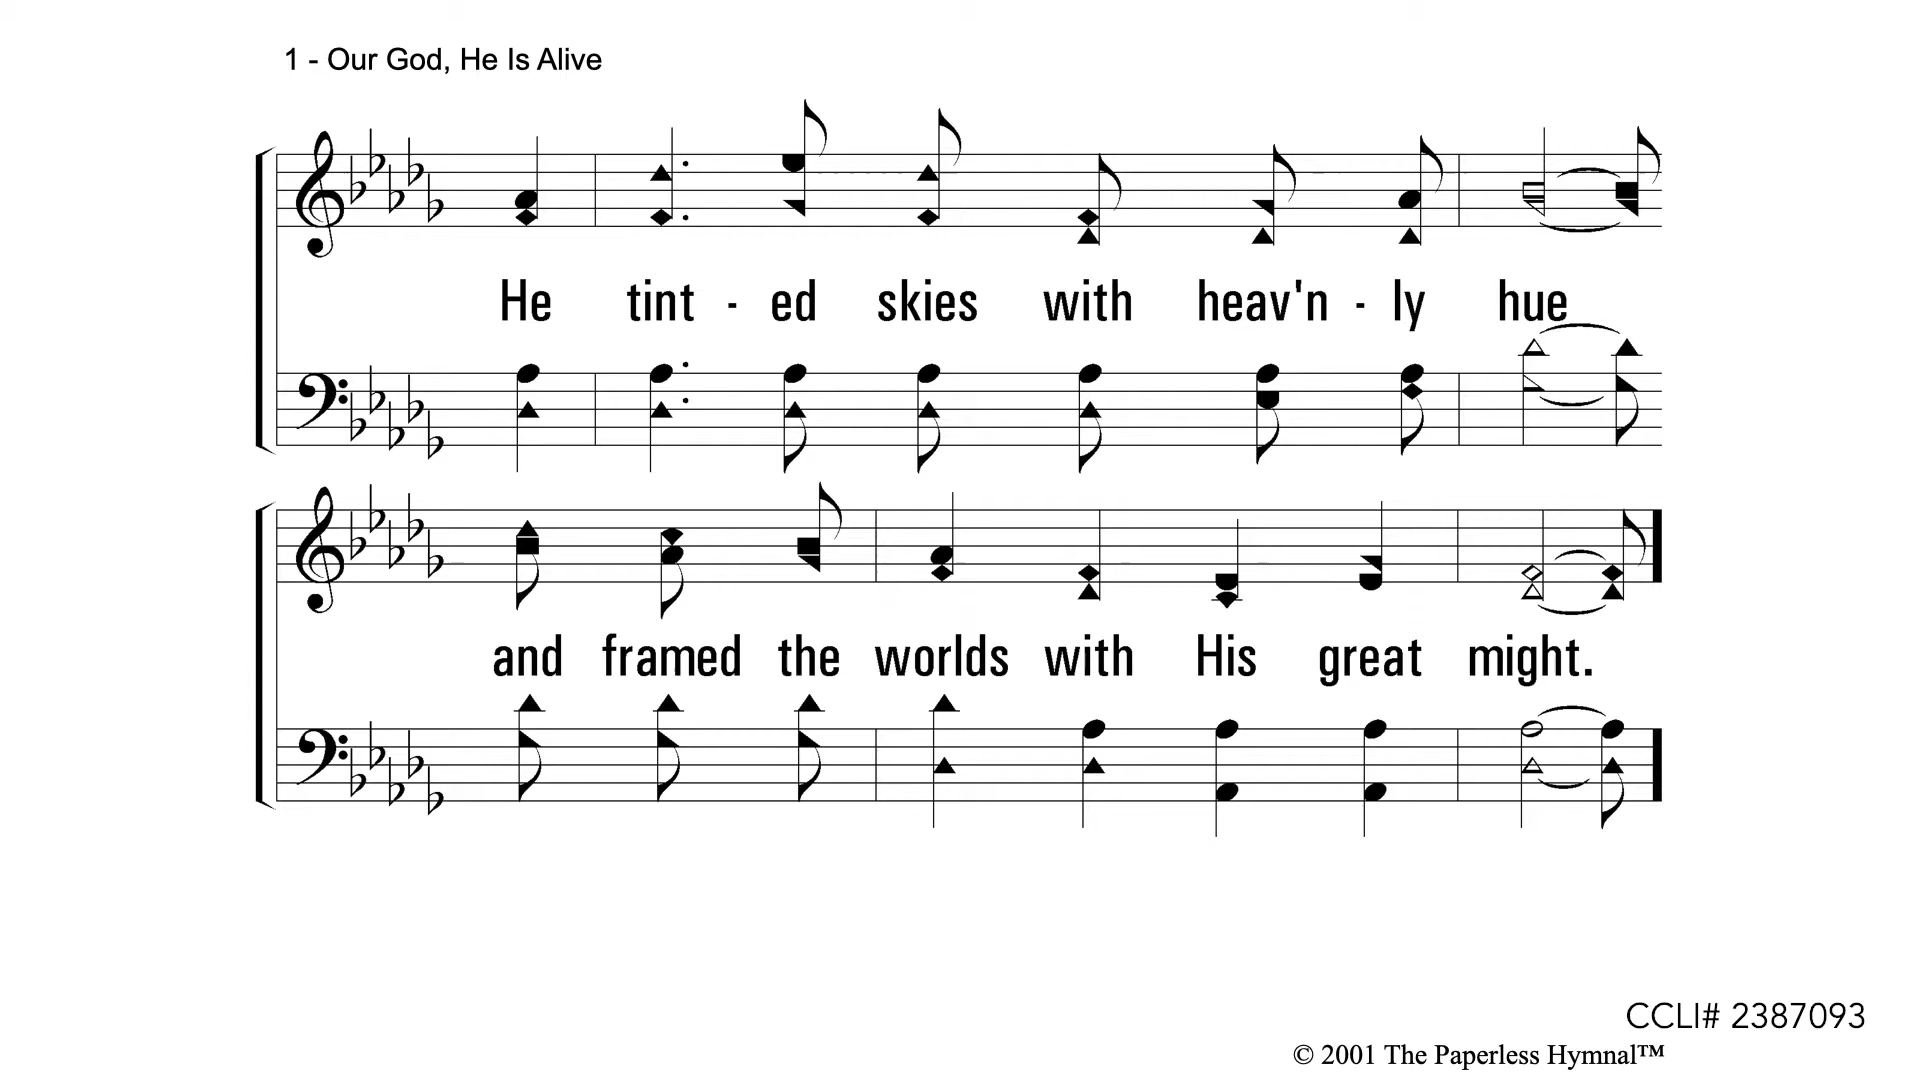 1 - Our God, He Is Alive
He tint - ed skies with heav'n - ly hue
and framed the worlds with His great might.
CCLI# 2387093
© 2001 The Paperless Hymnal™